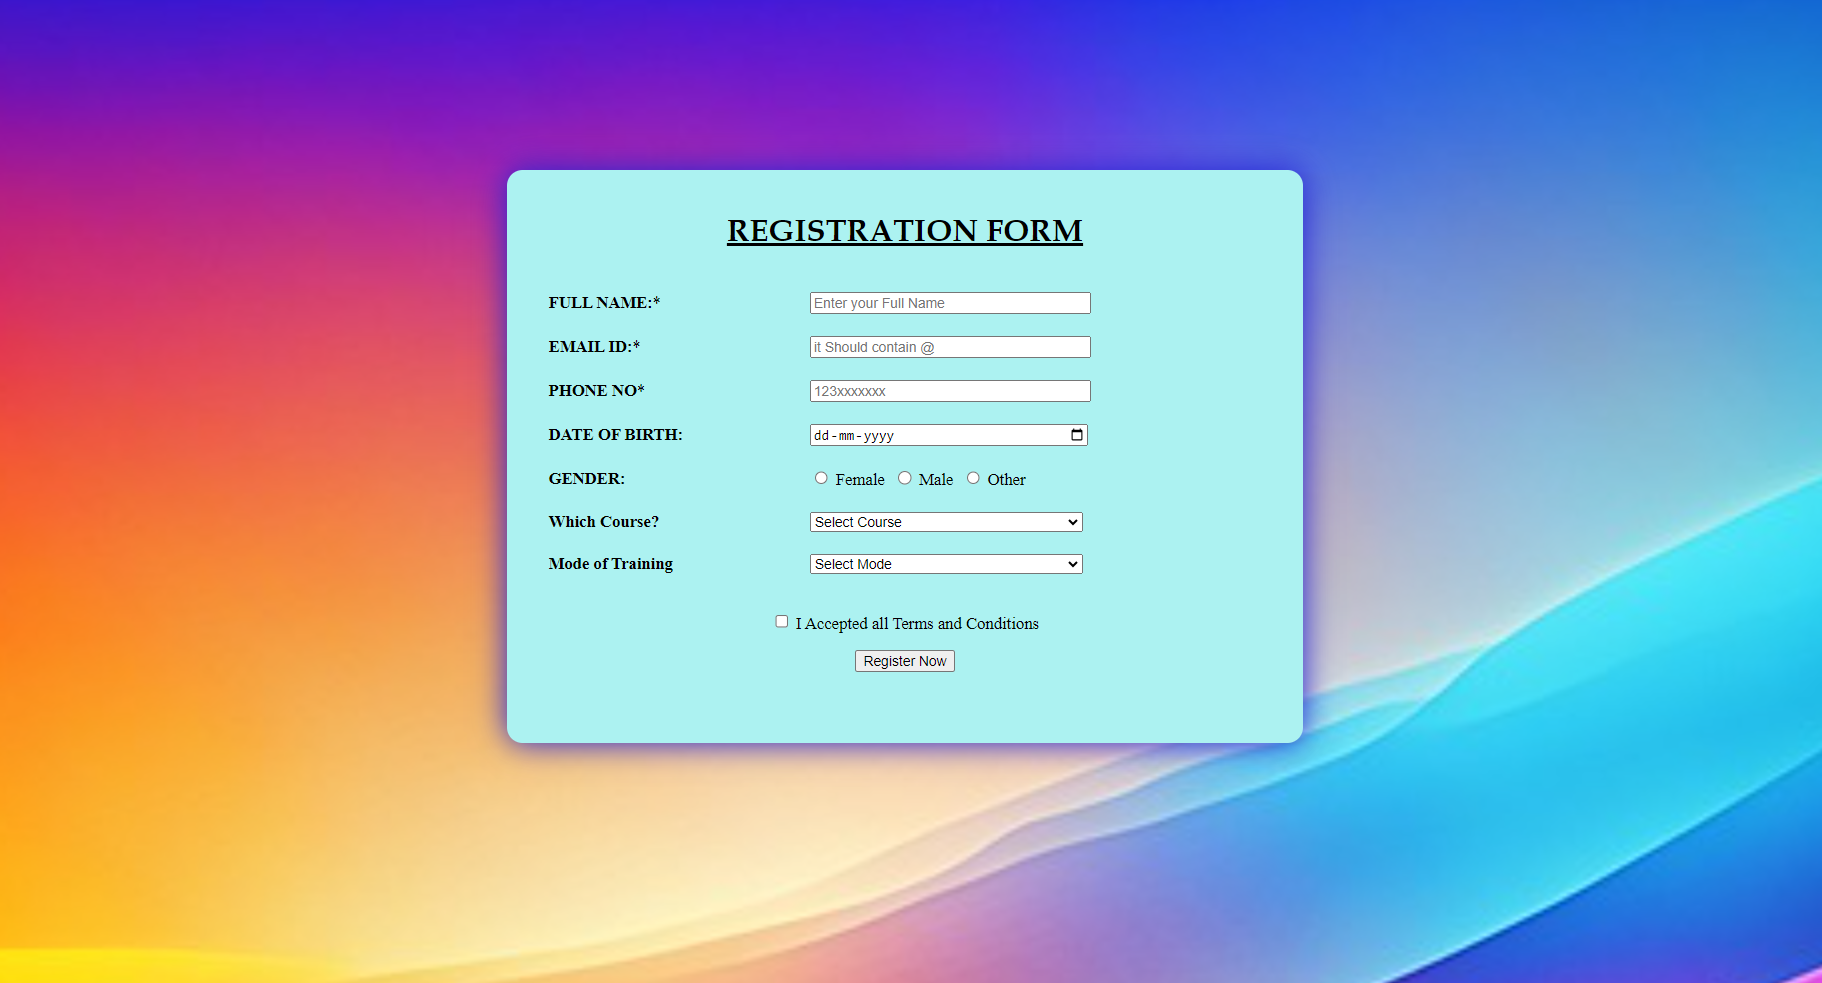 REGISTRATION FORM
FULL NAME:* Enter your Full Name
EMAIL ID:* it Should contain @
PHONE NO* 123xxxxxxx
DATE OF BIRTH: dd-mm-yyyy
GENDER: Female Male Other
Which Course? Select Course
Mode of Training Select Mode
I Accepted all Terms and Conditions
Register Now